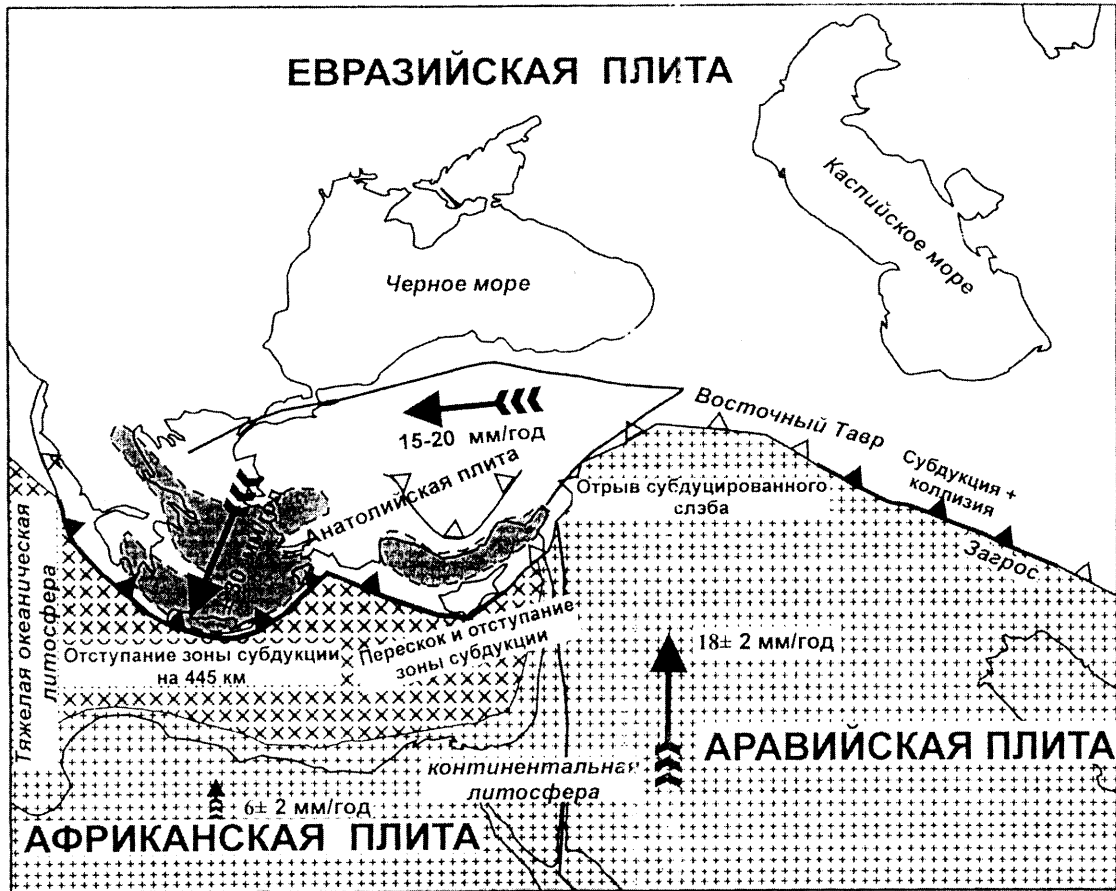 ЕВРАЗИЙСКАЯ ПЛИТА
Каспийское море
Черное море
15-20 мм/год
Анатолийская плита
Восточный Тавр
Субдукция +
коллизия
Загрос
Отрыв субдуцированного
слэба
Тяжелая океаническая
литосфера
Отступание зоны субдукции
на 445 км
Перескок и отступание
зоны субдукции
18± 2 мм/год
АРАВИЙСКАЯ ПЛИТА
континентальная
литосфера
6± 2 мм/год
АФРИКАНСКАЯ ПЛИТА